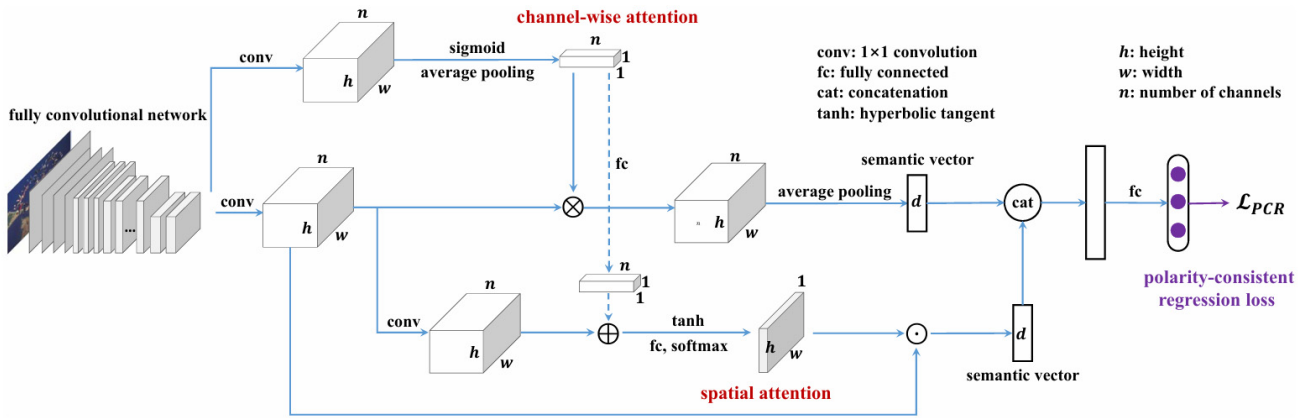 n
channel-wise attention
conv
sigmoid
average pooling
h
w
n
1
1
conv: 1×1 convolution
fc: fully connected
cat: concatenation
tanh: hyperbolic tangent
h: height
w: width
n: number of channels
fully convolutional network
...
conv
n
h
w
fc
n
h
w
average pooling
semantic vector
d
cat
fc
ℒPCR
polarity-consistent
regression loss
n
1
1
conv
n
h
w
tanh
fc, softmax
1
h
w
spatial attention
d
semantic vector